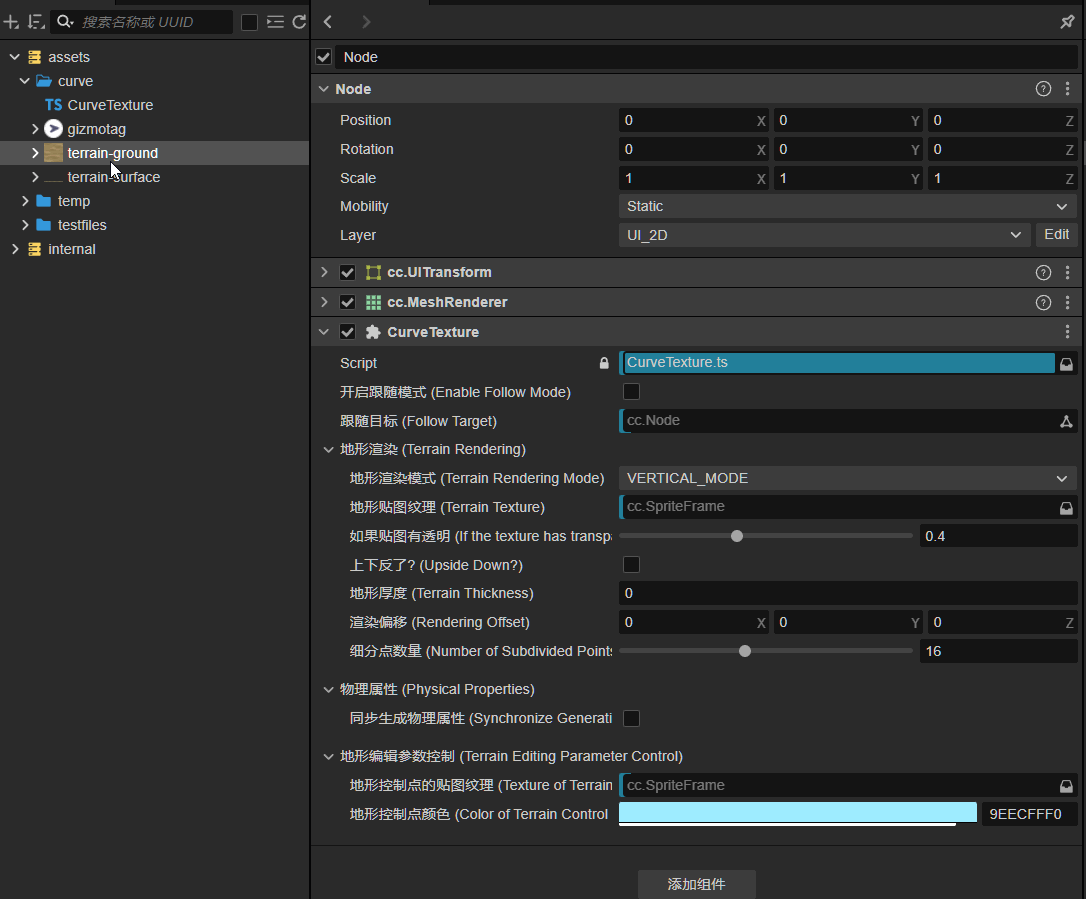 搜索名称或 UUID
assets
curve
TS CurveTexture
gizmotag
terrain-ground
terrain-surface
temp
testfiles
internal
Node
Node
Position 0 X 0 Y 0 Z
Rotation 0 X 0 Y 0 Z
Scale 1 X 1 Y 1 Z
Mobility Static
Layer UI_2D Edit
cc.UITransform
cc.MeshRenderer
CurveTexture
Script CurveTexture.ts
开启跟随模式 (Enable Follow Mode)
跟随目标 (Follow Target) cc.Node
地形渲染 (Terrain Rendering)
地形渲染模式 (Terrain Rendering Mode) VERTICAL_MODE
地形贴图纹理 (Terrain Texture) cc.SpriteFrame
如果贴图有透明 (If the texture has transpa 0.4
上下反了? (Upside Down?)
地形厚度 (Terrain Thickness) 0
渲染偏移 (Rendering Offset) 0 X 0 Y 0 Z
细分点数量 (Number of Subdivided Points 16
物理属性 (Physical Properties)
同步生成物理属性 (Synchronize Generati
地形编辑参数控制 (Terrain Editing Parameter Control)
地形控制点的贴图纹理 (Texture of Terrain cc.SpriteFrame
地形控制点颜色 (Color of Terrain Control 9EECFFF0
添加组件